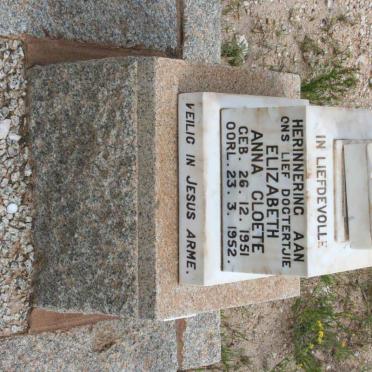 IN LIEFDEVOLLE
HERINNERING AAN
ONS LIEF DOGTERTJIE
ELIZABETH
ANNA CLOETE
GEB. 26. 12. 1951
OORL. 23. 3. 1952.
VEILIG IN JESUS ARME.